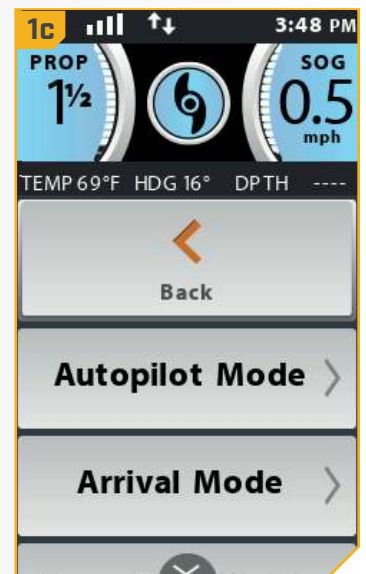 1c 3:48 PM
PROP SOG
1½ 0.5
mph
TEMP 69°F HDG 16° DPTH ----
Back
Autopilot Mode
Arrival Mode